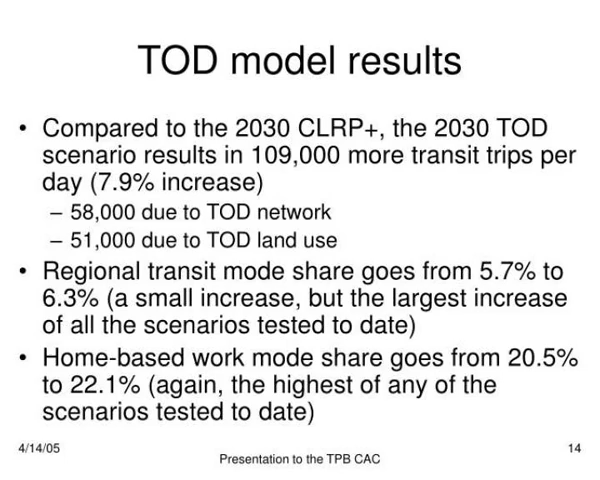 TOD model results
• Compared to the 2030 CLRP+, the 2030 TOD
scenario results in 109,000 more transit trips per
day (7.9% increase)
– 58,000 due to TOD network
– 51,000 due to TOD land use
• Regional transit mode share goes from 5.7% to
6.3% (a small increase, but the largest increase
of all the scenarios tested to date)
• Home-based work mode share goes from 20.5%
to 22.1% (again, the highest of any of the
scenarios tested to date)
4/14/05
Presentation to the TPB CAC
14